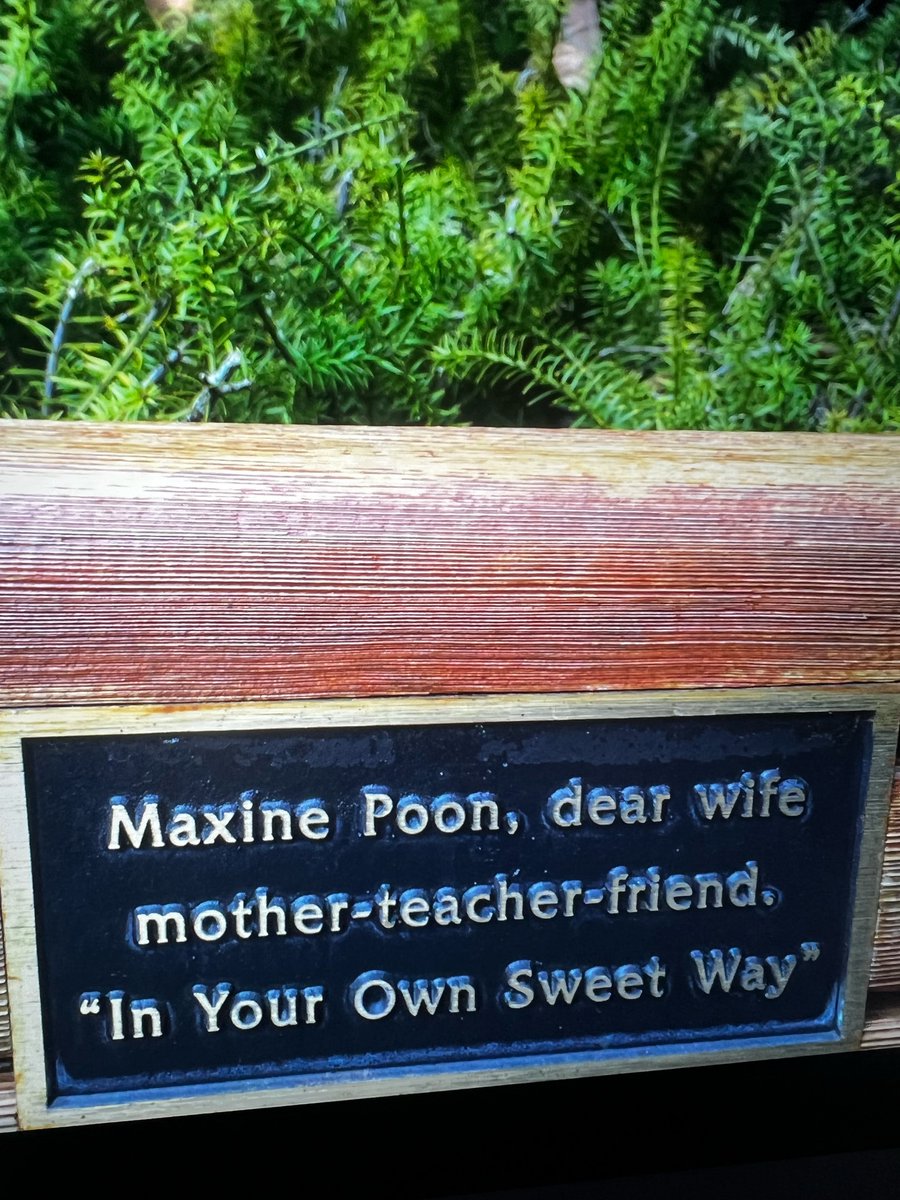 Maxine Poon, dear wife
mother-teacher-friend.
“In Your Own Sweet Way”